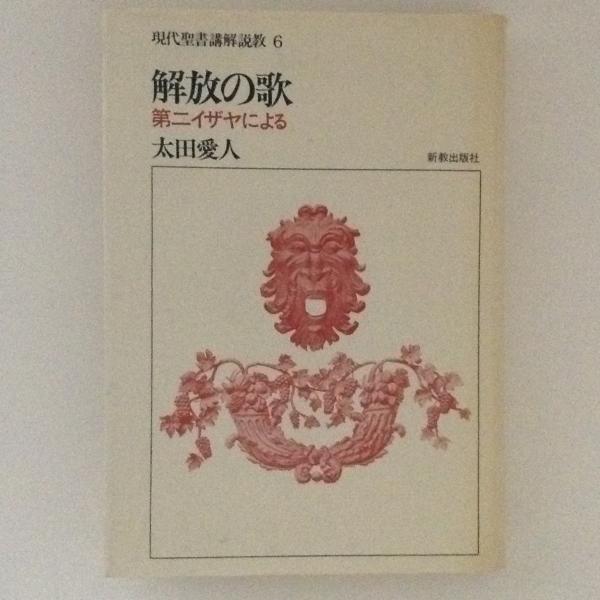 現代聖書講解説教 6
解放の歌
第二イザヤによる
太田愛人
新教出版社